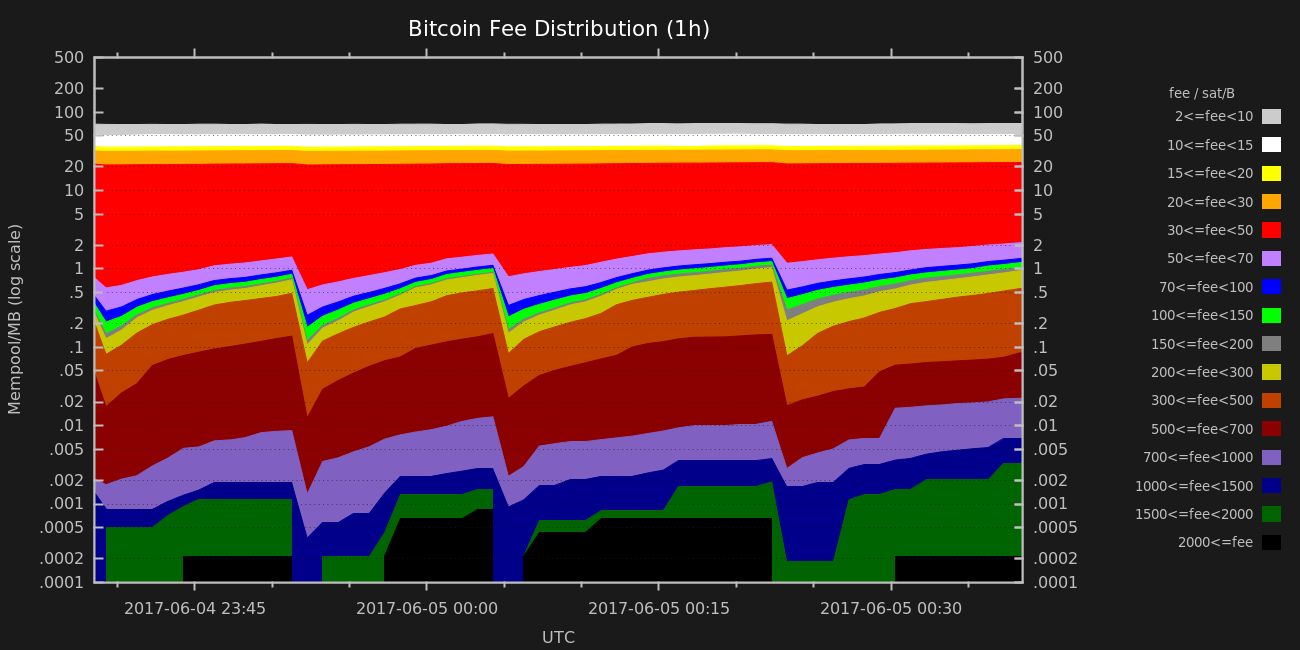 Bitcoin Fee Distribution (1h)
500
200
100
50
20
10
5
2
1
.5
.2
.1
.05
.02
.01
.005
.002
.001
.0005
.0002
.0001
Mempool/MB (log scale)
500
200
100
50
20
10
5
2
1
.5
.2
.1
.05
.02
.01
.005
.002
.001
.0005
.0002
.0001
fee / sat/B
2<=fee<10
10<=fee<15
15<=fee<20
20<=fee<30
30<=fee<50
50<=fee<70
70<=fee<100
100<=fee<150
150<=fee<200
200<=fee<300
300<=fee<500
500<=fee<700
700<=fee<1000
1000<=fee<1500
1500<=fee<2000
2000<=fee
2017-06-04 23:45
2017-06-05 00:00
2017-06-05 00:15
2017-06-05 00:30
UTC